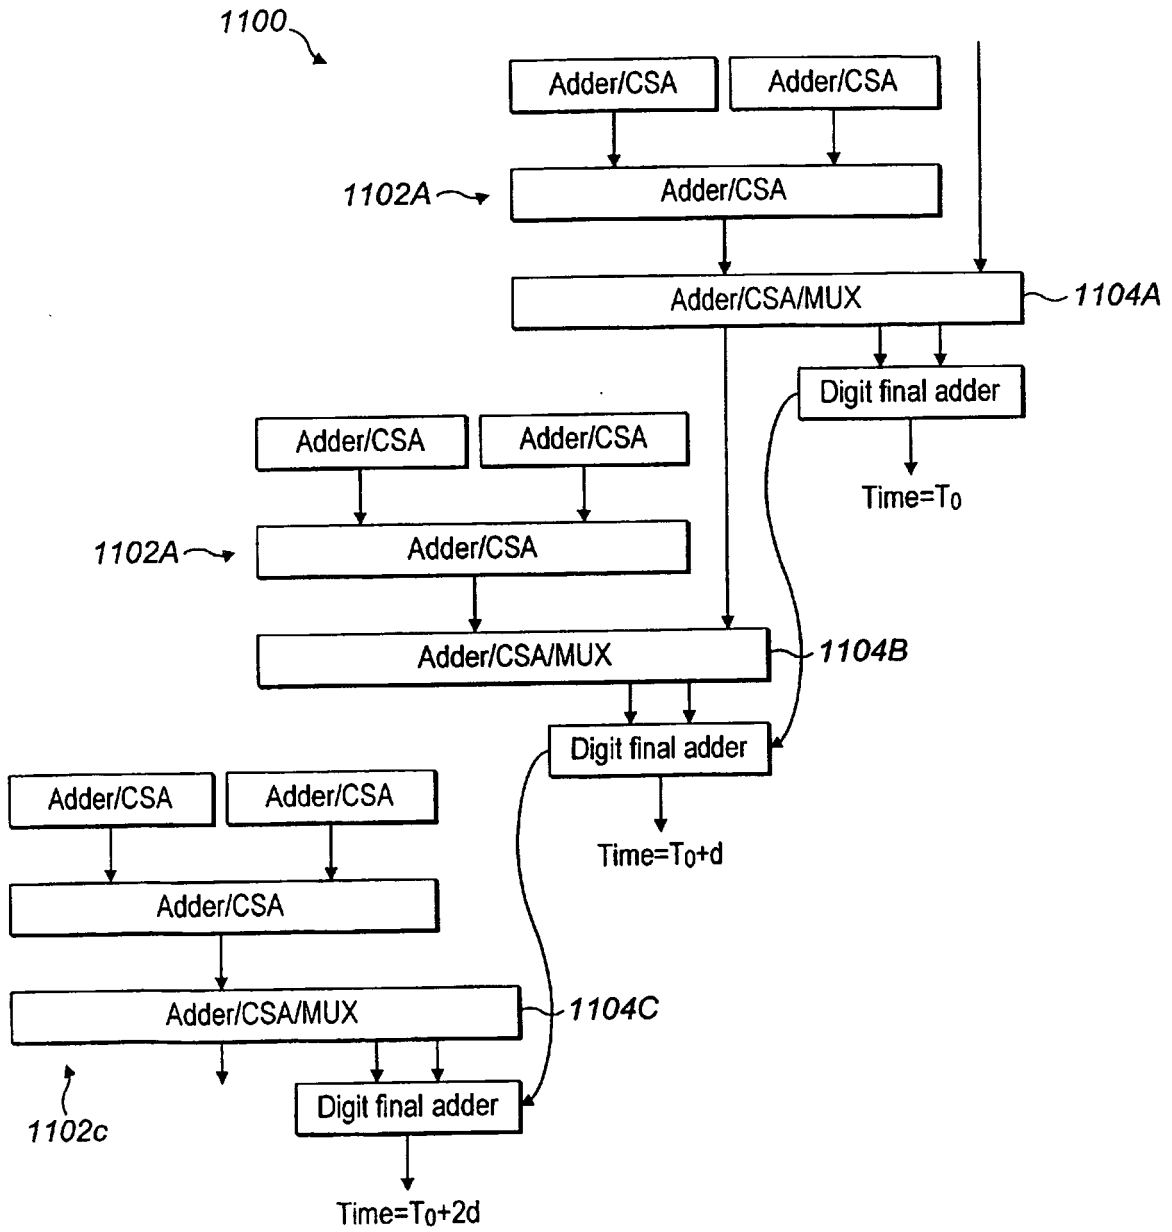 1100
Adder/CSA
Adder/CSA
1102A
Adder/CSA
Adder/CSA/MUX
1104A
Digit final adder
Time=T₀
Adder/CSA
Adder/CSA
1102A
Adder/CSA
Adder/CSA/MUX
1104B
Digit final adder
Time=T₀+d
Adder/CSA
Adder/CSA
Adder/CSA
Adder/CSA/MUX
1104C
1102c
Digit final adder
Time=T₀+2d